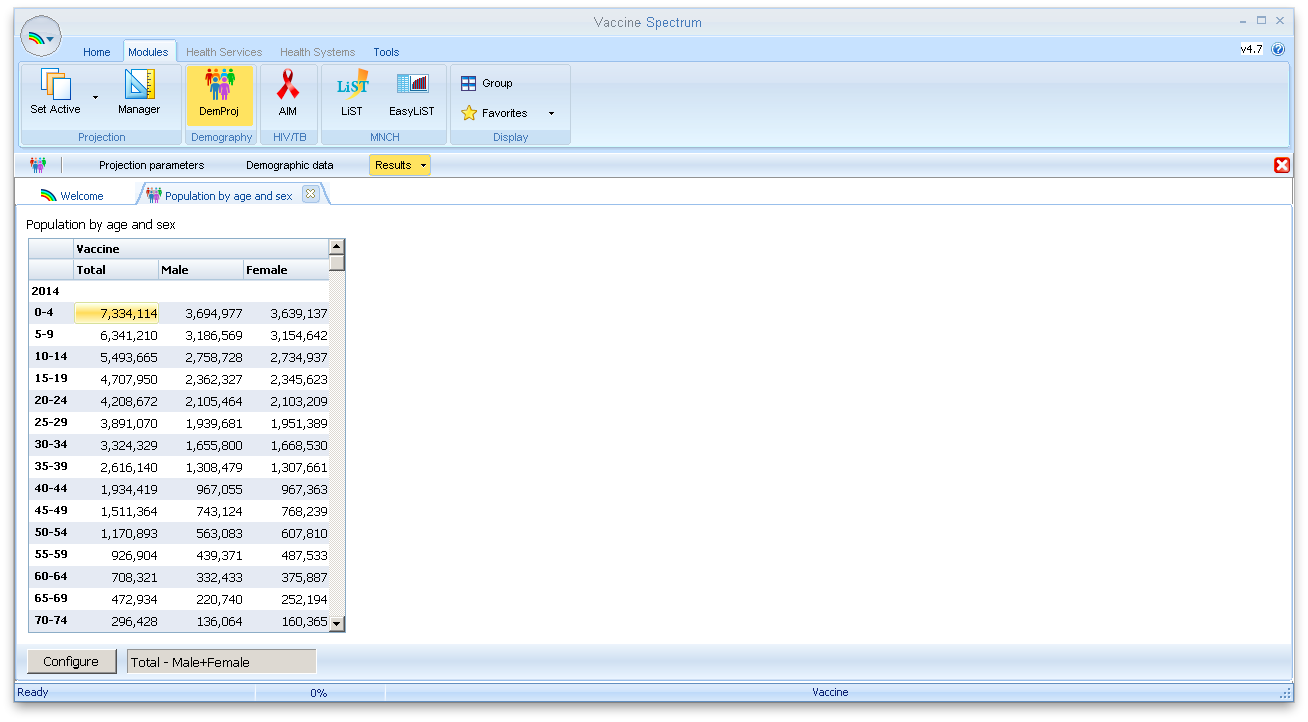 Vaccine Spectrum
Home Modules Health Services Health Systems Tools v4.7
LiST
Set Active Manager DemProj AIM LiST EasyLiST Group
Favorites
Projection Demography HIV/TB MNCH Display
Projection parameters Demographic data Results
Welcome Population by age and sex
Population by age and sex
Vaccine
Total Male Female
2014
0-4 7,334,114 3,694,977 3,639,137
5-9 6,341,210 3,186,569 3,154,642
10-14 5,493,665 2,758,728 2,734,937
15-19 4,707,950 2,362,327 2,345,623
20-24 4,208,672 2,105,464 2,103,209
25-29 3,891,070 1,939,681 1,951,389
30-34 3,324,329 1,655,800 1,668,530
35-39 2,616,140 1,308,479 1,307,661
40-44 1,934,419 967,055 967,363
45-49 1,511,364 743,124 768,239
50-54 1,170,893 563,083 607,810
55-59 926,904 439,371 487,533
60-64 708,321 332,433 375,887
65-69 472,934 220,740 252,194
70-74 296,428 136,064 160,365
Configure Total - Male+Female
Ready 0% Vaccine